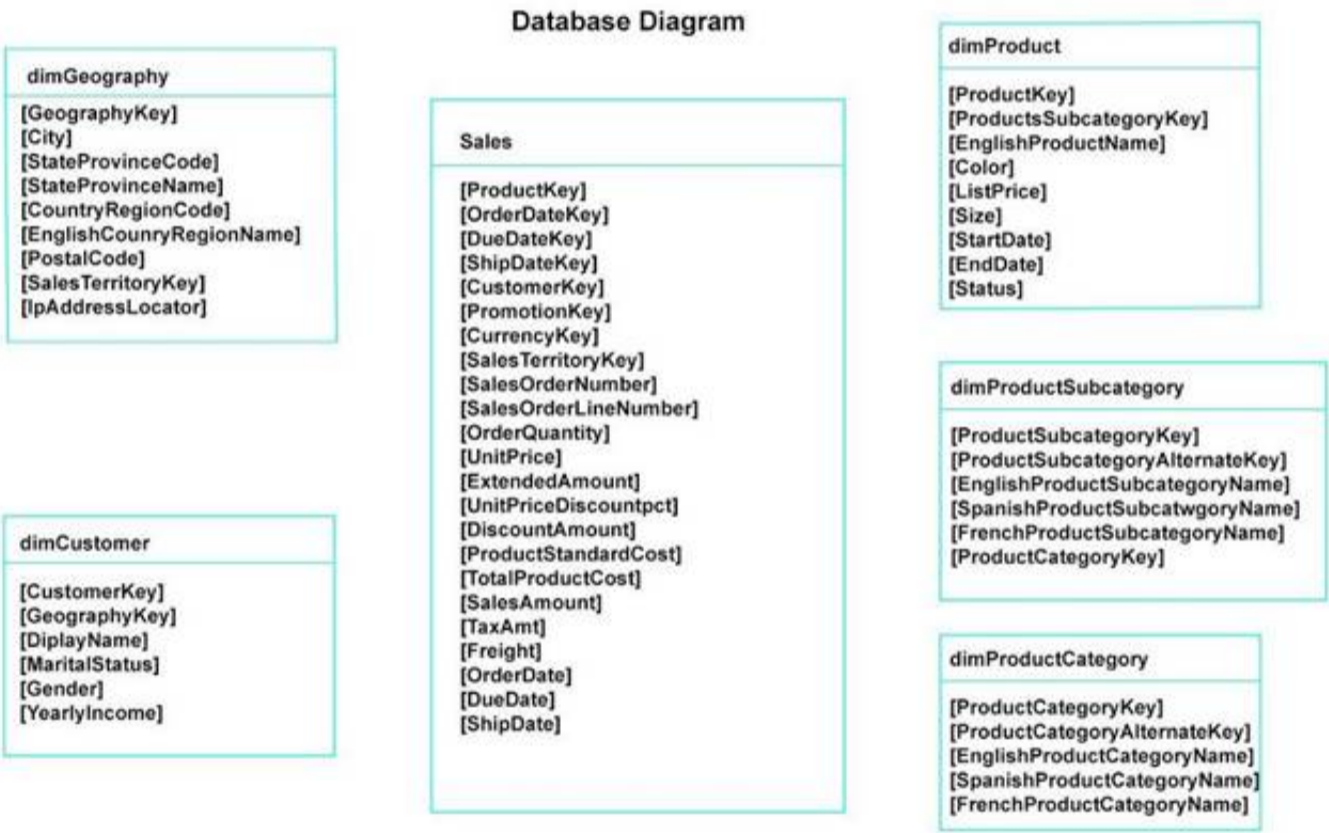 Database Diagram
dimGeography
[GeographyKey]
[City]
[StateProvinceCode]
[StateProvinceName]
[CountryRegionCode]
[EnglishCounryRegionName]
[PostalCode]
[SalesTerritoryKey]
[IpAddressLocator]
dimCustomer
[CustomerKey]
[GeographyKey]
[DiplayName]
[MaritalStatus]
[Gender]
[YearlyIncome]
Sales
[ProductKey]
[OrderDateKey]
[DueDateKey]
[ShipDateKey]
[CustomerKey]
[PromotionKey]
[CurrencyKey]
[SalesTerritoryKey]
[SalesOrderNumber]
[SalesOrderLineNumber]
[OrderQuantity]
[UnitPrice]
[ExtendedAmount]
[UnitPriceDiscountpct]
[DiscountAmount]
[ProductStandardCost]
[TotalProductCost]
[SalesAmount]
[TaxAmt]
[Freight]
[OrderDate]
[DueDate]
[ShipDate]
dimProduct
[ProductKey]
[ProductsSubcategoryKey]
[EnglishProductName]
[Color]
[ListPrice]
[Size]
[StartDate]
[EndDate]
[Status]
dimProductSubcategory
[ProductSubcategoryKey]
[ProductSubcategoryAlternateKey]
[EnglishProductSubcategoryName]
[SpanishProductSubcatwgoryName]
[FrenchProductSubcategoryName]
[ProductCategoryKey]
dimProductCategory
[ProductCategoryKey]
[ProductCategoryAlternateKey]
[EnglishProductCategoryName]
[SpanishProductCategoryName]
[FrenchProductCategoryName]